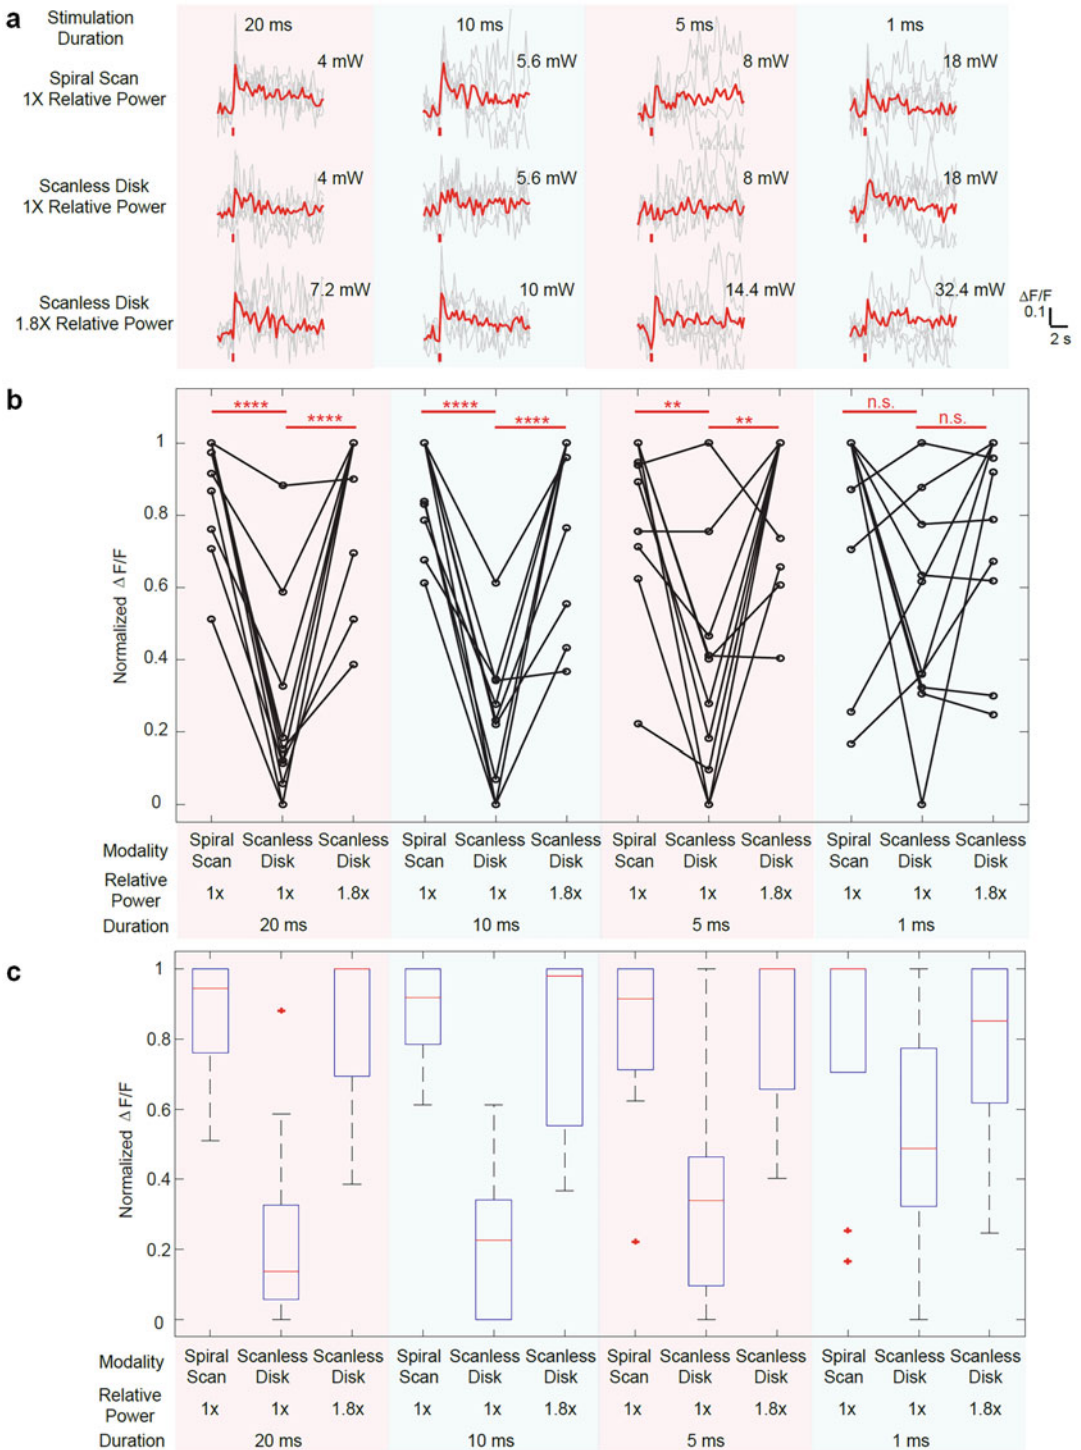 a
Stimulation
Duration
20 ms
10 ms
5 ms
1 ms
Spiral Scan
1X Relative Power
4 mW
5.6 mW
8 mW
18 mW
Scanless Disk
1X Relative Power
4 mW
5.6 mW
8 mW
18 mW
Scanless Disk
1.8X Relative Power
7.2 mW
10 mW
14.4 mW
32.4 mW
ΔF/F
0.1
2 s
b
****
****
****
****
**
**
n.s.
n.s.
1
0.8
0.6
0.4
0.2
0
Normalized Δ F/F
Modality
Spiral Scan
Scanless Disk
Scanless Disk
Spiral Scan
Scanless Disk
Scanless Disk
Spiral Scan
Scanless Disk
Scanless Disk
Spiral Scan
Scanless Disk
Scanless Disk
Relative Power
1x
1x
1.8x
1x
1x
1.8x
1x
1x
1.8x
1x
1x
1.8x
Duration
20 ms
10 ms
5 ms
1 ms
c
1
0.8
0.6
0.4
0.2
0
Normalized Δ F/F
Modality
Spiral Scan
Scanless Disk
Scanless Disk
Spiral Scan
Scanless Disk
Scanless Disk
Spiral Scan
Scanless Disk
Scanless Disk
Spiral Scan
Scanless Disk
Scanless Disk
Relative Power
1x
1x
1.8x
1x
1x
1.8x
1x
1x
1.8x
1x
1x
1.8x
Duration
20 ms
10 ms
5 ms
1 ms